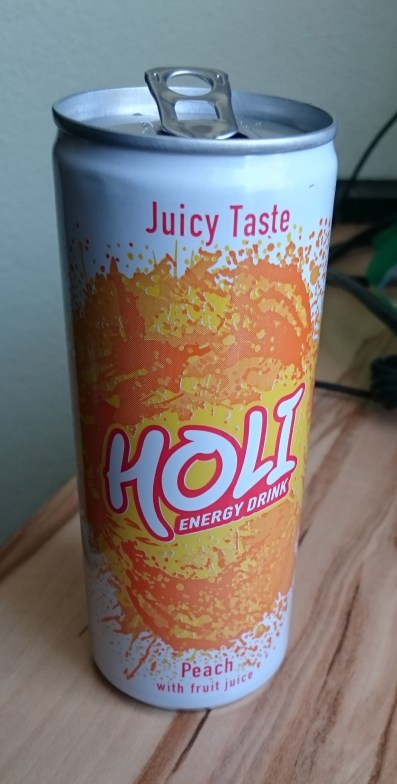 Juicy Taste
HOLI
ENERGY DRINK
Peach
with fruit juice